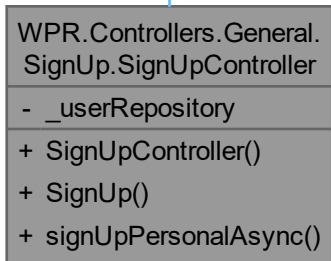 WPR.Controllers.General.
SignUp.SignUpController
- _userRepository
+ SignUpController()
+ SignUp()
+ signUpPersonalAsync()